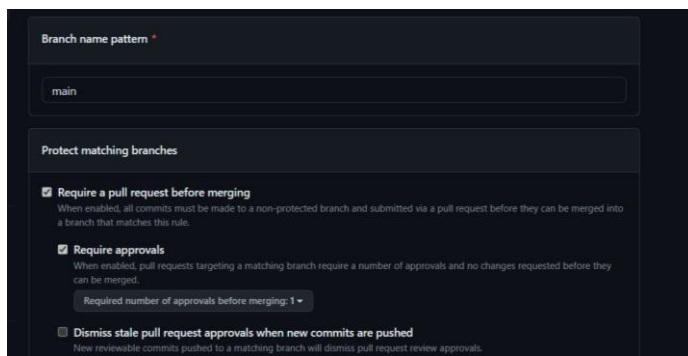 Branch name pattern *
main
Protect matching branches
Require a pull request before merging
When enabled, all commits must be made to a non-protected branch and submitted via a pull request before they can be merged into
a branch that matches this rule.
Require approvals
When enabled, pull requests targeting a matching branch require a number of approvals and no changes requested before they
can be merged.
Required number of approvals before merging: 1
Dismiss stale pull request approvals when new commits are pushed
New reviewable commits pushed to a matching branch will dismiss pull request review approvals.